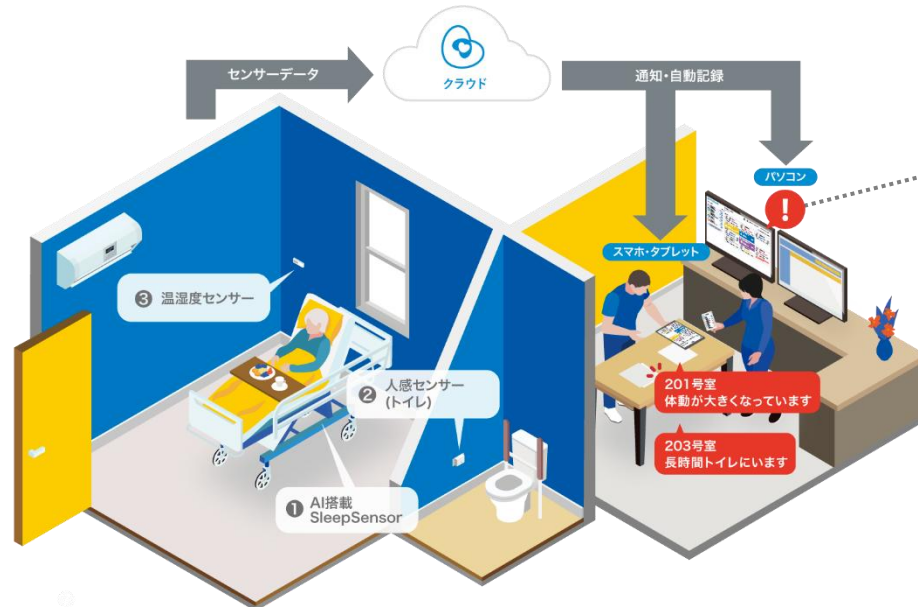 センサーデータ
クラウド
通知・自動記録
パソコン
!
スマホ・タブレット
❸ 温湿度センサー
❷ 人感センサー
(トイレ)
201号室
体動が大きくなっています
203号室
長時間トイレにいます
❶ AI搭載
SleepSensor